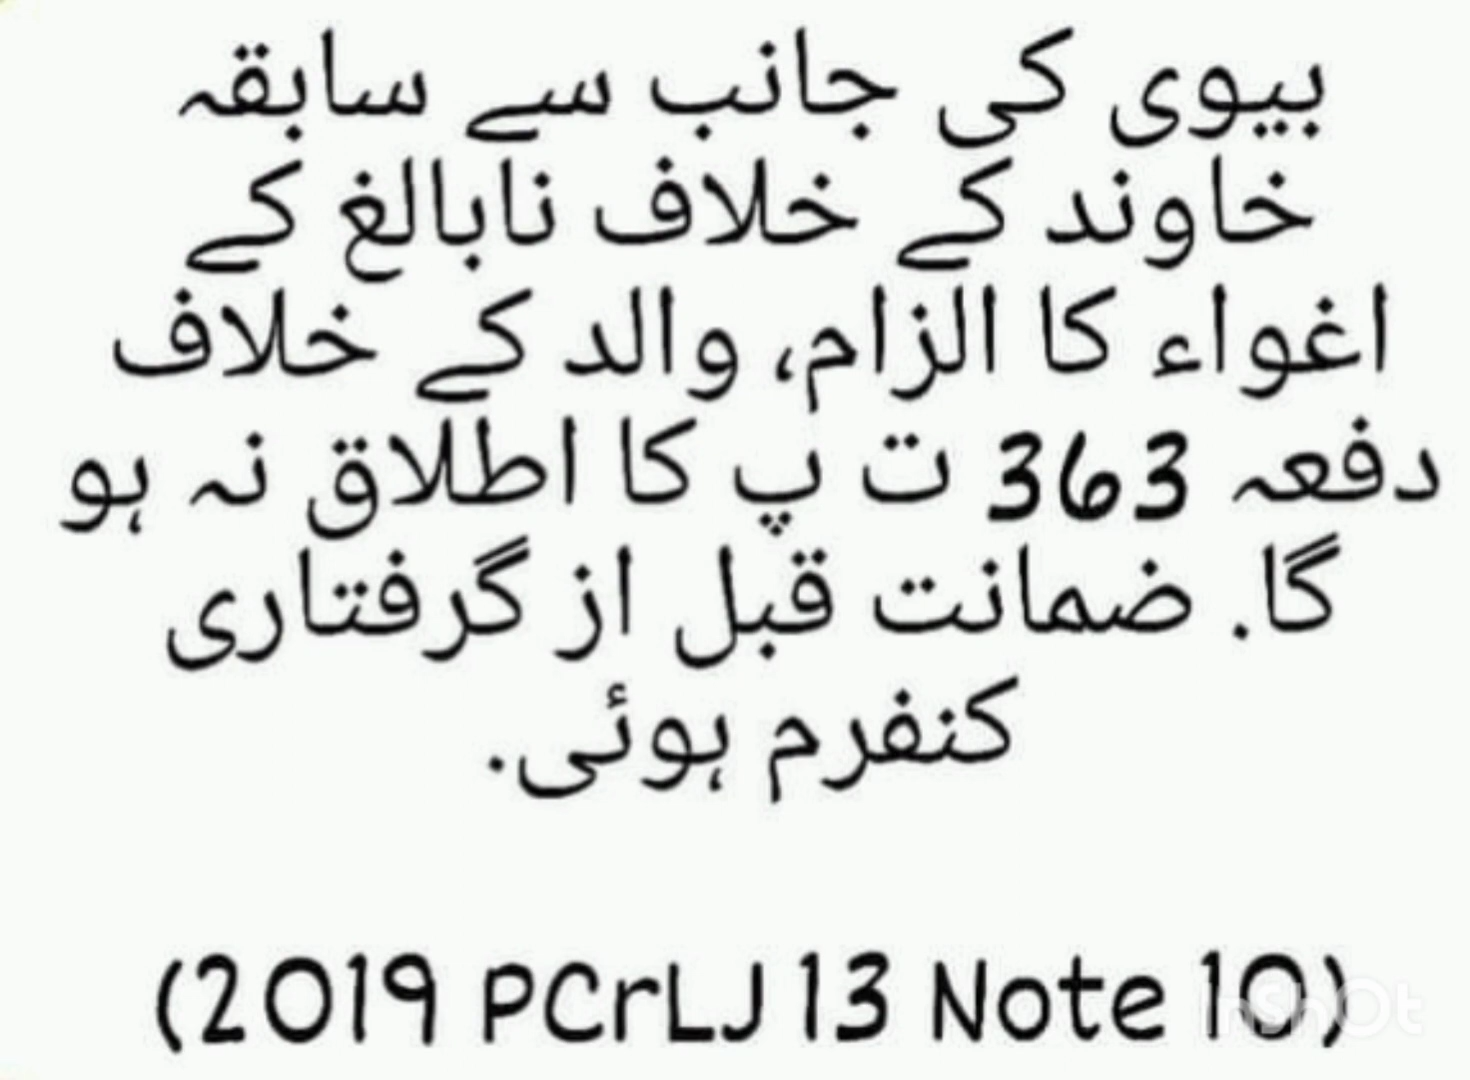 بیوی کی جانب سے سابقہ
خاوند کے خلاف نابالغ کے
اغواء کا الزام، والد کے خلاف
دفعہ 363 ت پ کا اطلاق نہ ہو
گا. ضمانت قبل از گرفتاری
کنفرم ہوئی.
(2019 PCrLJ 13 Note 10)
InShOt